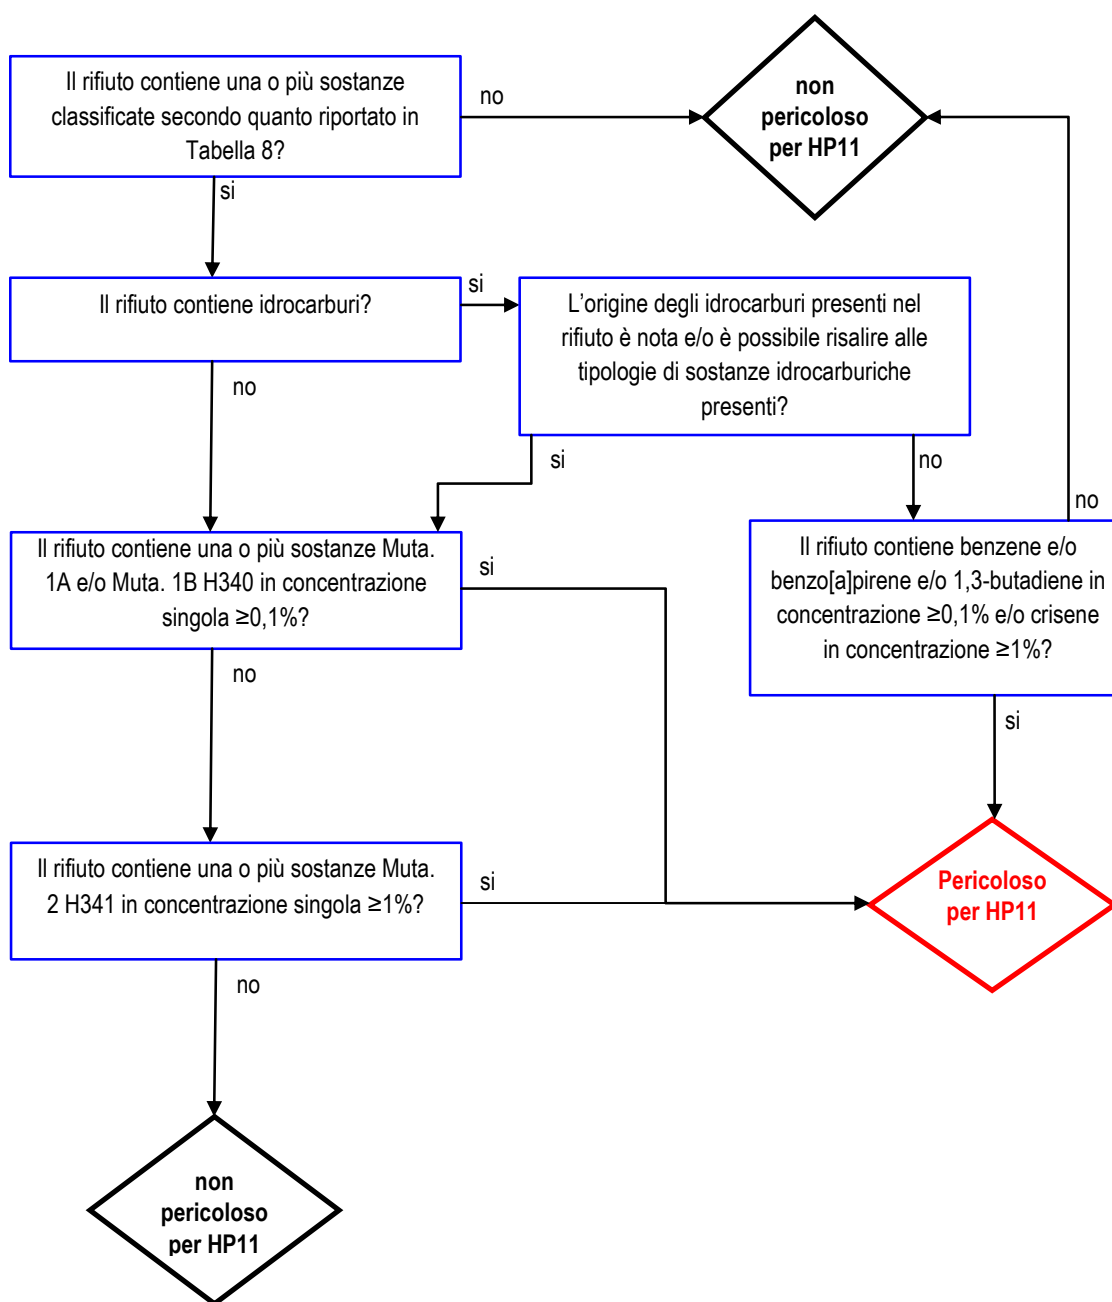 Il rifiuto contiene una o più sostanze
classificate secondo quanto riportato in
Tabella 8?
no
non
pericoloso
per HP11
si
Il rifiuto contiene idrocarburi?
si
L'origine degli idrocarburi presenti nel
rifiuto è nota e/o è possibile risalire alle
tipologie di sostanze idrocarburiche
presenti?
no
si
no
no
Il rifiuto contiene una o più sostanze Muta.
1A e/o Muta. 1B H340 in concentrazione
singola ≥0,1%?
si
Il rifiuto contiene benzene e/o
benzo[a]pirene e/o 1,3-butadiene in
concentrazione ≥0,1% e/o crisene
in concentrazione ≥1%?
no
si
Il rifiuto contiene una o più sostanze Muta.
2 H341 in concentrazione singola ≥1%?
si
Pericoloso
per HP11
no
non
pericoloso
per HP11